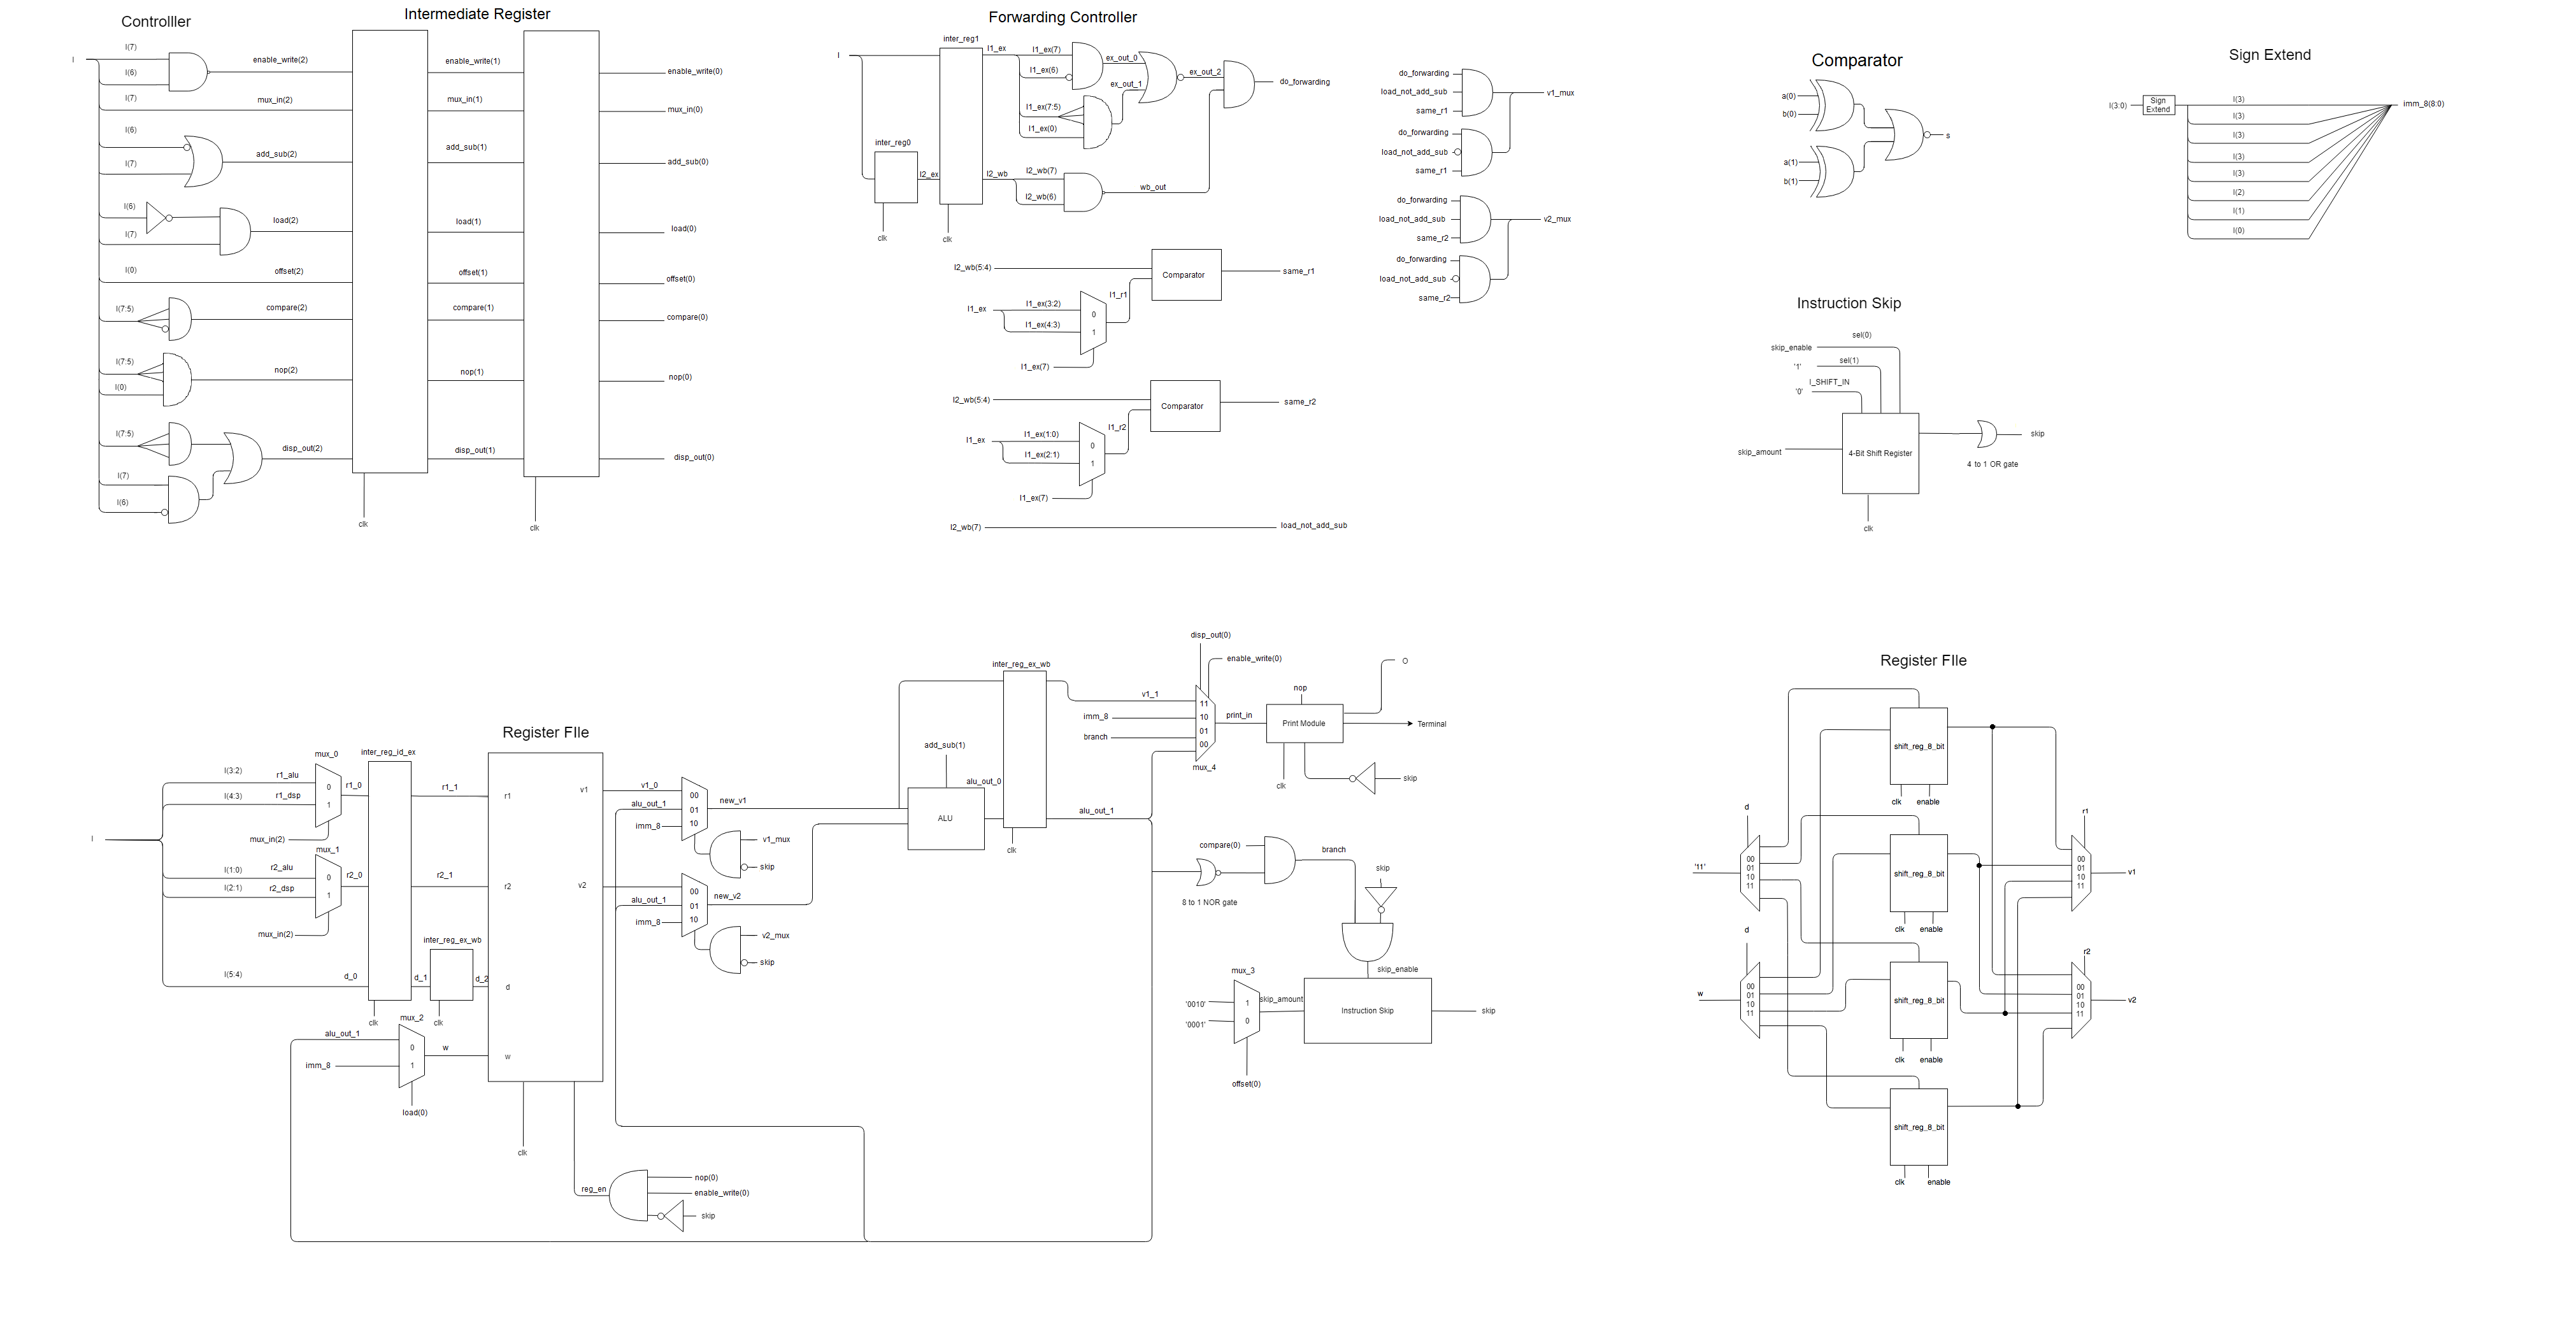 Controlller
I
I(7)
I(6)
enable_write(2)
I(7)
mux_in(2)
I(6)
I(7)
add_sub(2)
I(6)
I(7)
load(2)
I(0)
offset(2)
I(7:5)
compare(2)
I(7:5)
I(0)
nop(2)
I(7:5)
I(7)
I(6)
disp_out(2)
Intermediate Register
enable_write(1)
mux_in(1)
add_sub(1)
load(1)
offset(1)
compare(1)
nop(1)
disp_out(1)
clk
clk
enable_write(0)
mux_in(0)
add_sub(0)
load(0)
offset(0)
compare(0)
nop(0)
disp_out(0)
Forwarding Controller
I
inter_reg1
inter_reg0
I2_ex
clk
clk
I1_ex
I1_ex(7)
I1_ex(6)
ex_out_0
I1_ex(7:5)
I1_ex(0)
ex_out_1
ex_out_2
do_forwarding
I2_wb
I2_wb(7)
I2_wb(6)
wb_out
I2_wb(5:4)
Comparator
same_r1
I1_ex
I1_ex(3:2)
I1_ex(4:3)
I1_r1
0
1
I1_ex(7)
I2_wb(5:4)
Comparator
same_r2
I1_ex
I1_ex(1:0)
I1_ex(2:1)
I1_r2
0
1
I1_ex(7)
I2_wb(7)
load_not_add_sub
do_forwarding
load_not_add_sub
same_r1
v1_mux
do_forwarding
load_not_add_sub
same_r1
do_forwarding
load_not_add_sub
same_r2
v2_mux
do_forwarding
load_not_add_sub
same_r2
Comparator
a(0)
b(0)
s
a(1)
b(1)
Sign Extend
I(3:0)
Sign
Extend
I(3)
I(3)
I(3)
I(3)
I(3)
I(2)
I(1)
I(0)
imm_8(8:0)
Instruction Skip
sel(0)
skip_enable
sel(1)
'1'
I_SHIFT_IN
'0'
skip_amount
4-Bit Shift Register
skip
4 to 1 OR gate
clk
I
I(3:2)
r1_alu
I(4:3)
r1_dsp
mux_0
0
1
r1_0
mux_in(2)
mux_1
I(1:0)
r2_alu
I(2:1)
r2_dsp
0
1
r2_0
mux_in(2)
I(5:4)
d_0
inter_reg_id_ex
clk
r1_1
r2_1
d_1
inter_reg_ex_wb
d_2
clk
mux_2
alu_out_1
imm_8
0
1
w
load(0)
Register FIle
r1
r2
d
w
v1
v2
clk
reg_en
nop(0)
enable_write(0)
skip
v1_0
alu_out_1
imm_8
00
01
10
new_v1
v1_mux
skip
alu_out_1
imm_8
00
01
10
new_v2
v2_mux
skip
add_sub(1)
ALU
alu_out_0
inter_reg_ex_wb
clk
alu_out_1
disp_out(0)
enable_write(0)
v1_1
imm_8
branch
11
10
01
00
mux_4
print_in
nop
Print Module
clk
skip
O
Terminal
compare(0)
8 to 1 NOR gate
branch
skip
skip_enable
mux_3
'0010'
'0001'
1
0
skip_amount
offset(0)
Instruction Skip
skip
Register FIle
shift_reg_8_bit
clk
enable
shift_reg_8_bit
clk
enable
shift_reg_8_bit
clk
enable
shift_reg_8_bit
clk
enable
d
'11'
00
01
10
11
d
w
00
01
10
11
r1
00
01
10
11
v1
r2
00
01
10
11
v2